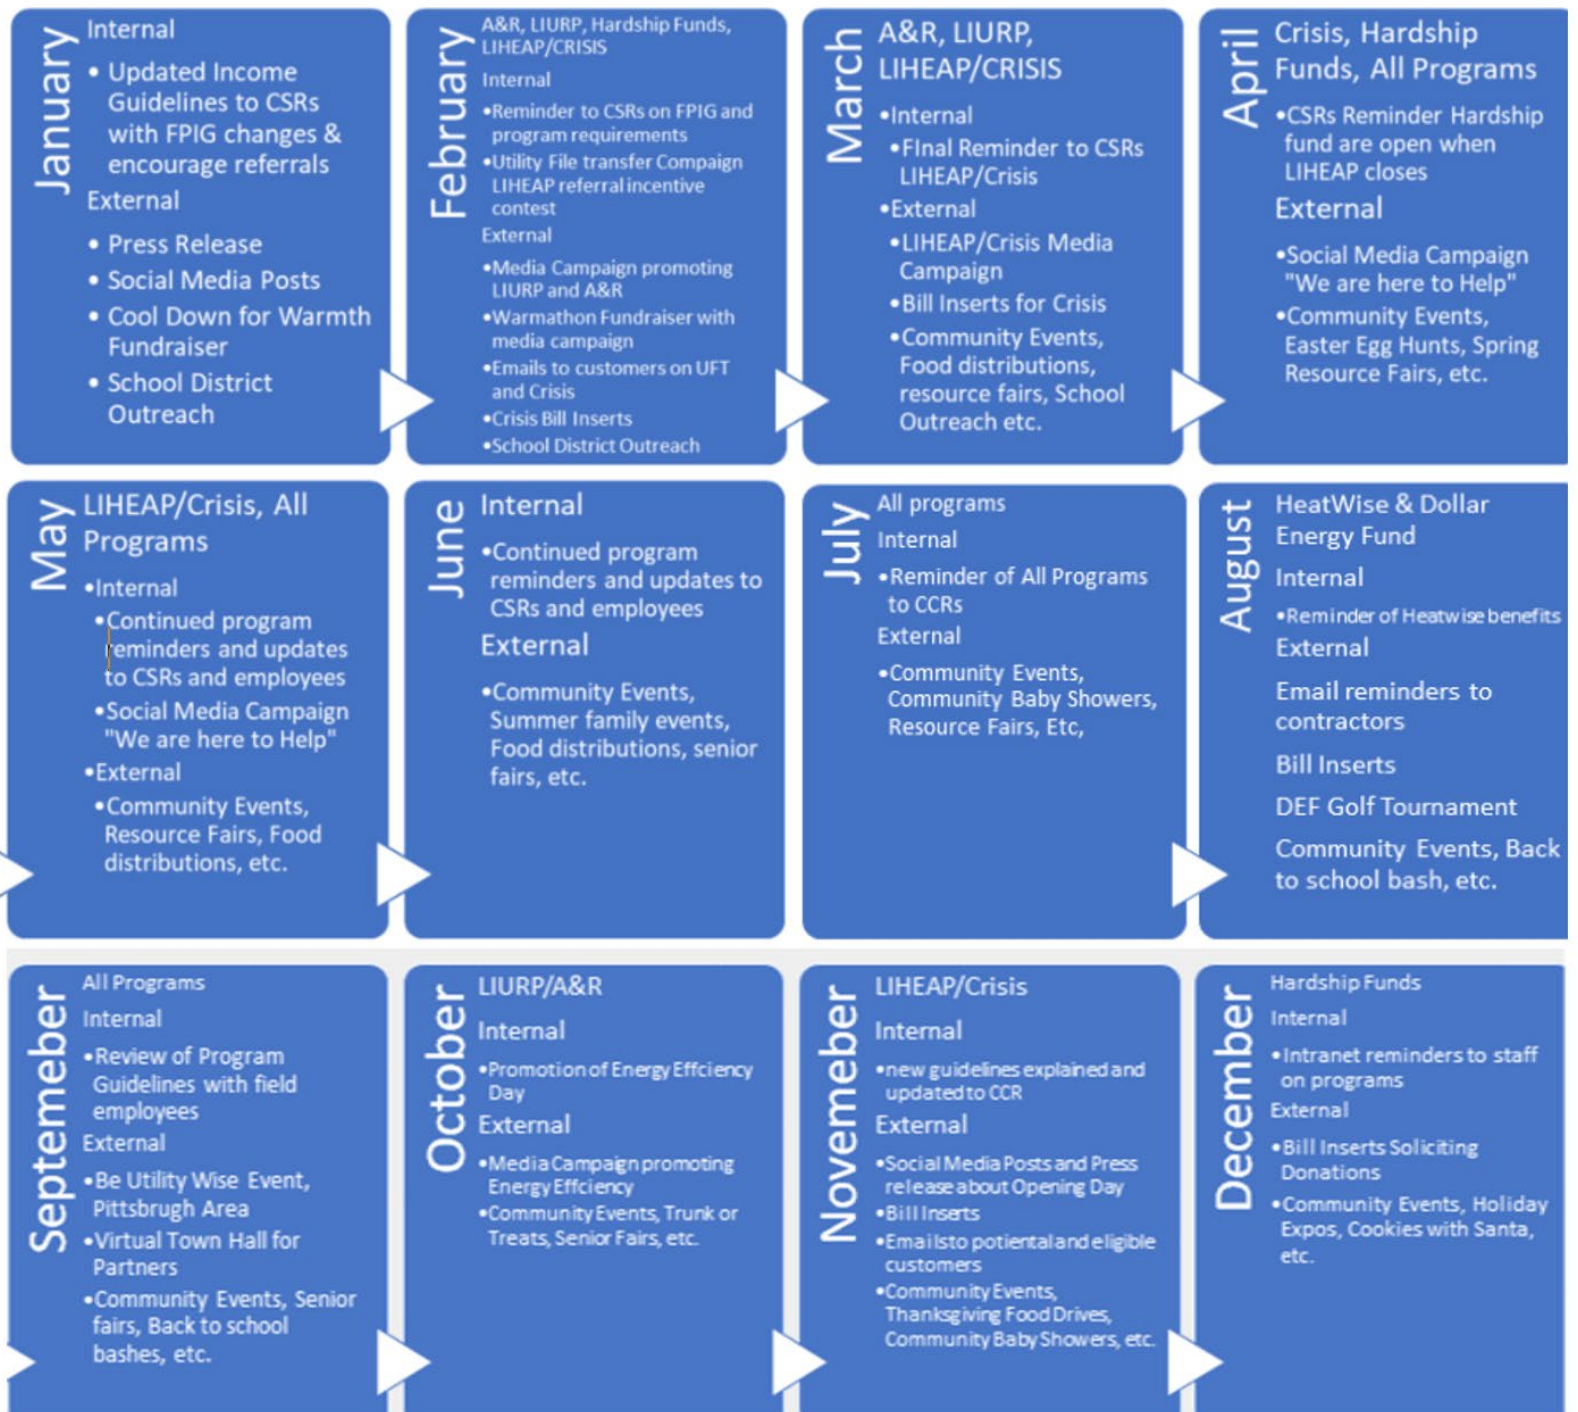 January
Internal
• Updated Income
Guidelines to CSRs
with FPIG changes &
encourage referrals
External
• Press Release
• Social Media Posts
• Cool Down for Warmth
Fundraiser
• School District
Outreach
February
A&R, LIURP, Hardship Funds,
LIHEAP/CRISIS
Internal
•Reminder to CSRs on FPIG and
program requirements
•Utility File transfer Compaign
LIHEAP referral incentive
contest
External
•Media Campaign promoting
LIURP and A&R
•Warmathon Fundraiser with
media campaign
•Emails to customers on UFT
and Crisis
•Crisis Bill Inserts
•School District Outreach
March
A&R, LIURP,
LIHEAP/CRISIS
•Internal
•FInal Reminder to CSRs
LIHEAP/Crisis
•External
•LIHEAP/Crisis Media
Campaign
•Bill Inserts for Crisis
•Community Events,
Food distributions,
resource fairs, School
Outreach etc.
April
Crisis, Hardship
Funds, All Programs
•CSRs Reminder Hardship
fund are open when
LIHEAP closes
External
•Social Media Campaign
"We are here to Help"
•Community Events,
Easter Egg Hunts, Spring
Resource Fairs, etc.
May
LIHEAP/Crisis, All
Programs
•Internal
•Continued program
reminders and updates
to CSRs and employees
•Social Media Campaign
"We are here to Help"
•External
•Community Events,
Resource Fairs, Food
distributions, etc.
June
Internal
•Continued program
reminders and updates to
CSRs and employees
External
•Community Events,
Summer family events,
Food distributions, senior
fairs, etc.
July
All programs
Internal
•Reminder of All Programs
to CCRs
External
•Community Events,
Community Baby Showers,
Resource Fairs, Etc,
August
HeatWise & Dollar
Energy Fund
Internal
•Reminder of Heatwise benefits
External
Email reminders to
contractors
Bill Inserts
DEF Golf Tournament
Community Events, Back
to school bash, etc.
Septemeber
All Programs
Internal
•Review of Program
Guidelines with field
employees
External
•Be Utility Wise Event,
Pittsbrugh Area
•Virtual Town Hall for
Partners
•Community Events, Senior
fairs, Back to school
bashes, etc.
October
LIURP/A&R
Internal
•Promotion of Energy Effciency
Day
External
•Media Campaign promoting
Energy Effciency
•Community Events, Trunk or
Treats, Senior Fairs, etc.
Novemeber
LIHEAP/Crisis
Internal
•new guidelines explained and
updated to CCR
External
•Social Media Posts and Press
release about Opening Day
•Bill Inserts
•Emails to potiental and eligible
customers
•Community Events,
Thanksgiving Food Drives,
Community Baby Showers, etc.
December
Hardship Funds
Internal
•Intranet reminders to staff
on programs
External
•Bill Inserts Soliciting
Donations
•Community Events, Holiday
Expos, Cookies with Santa,
etc.